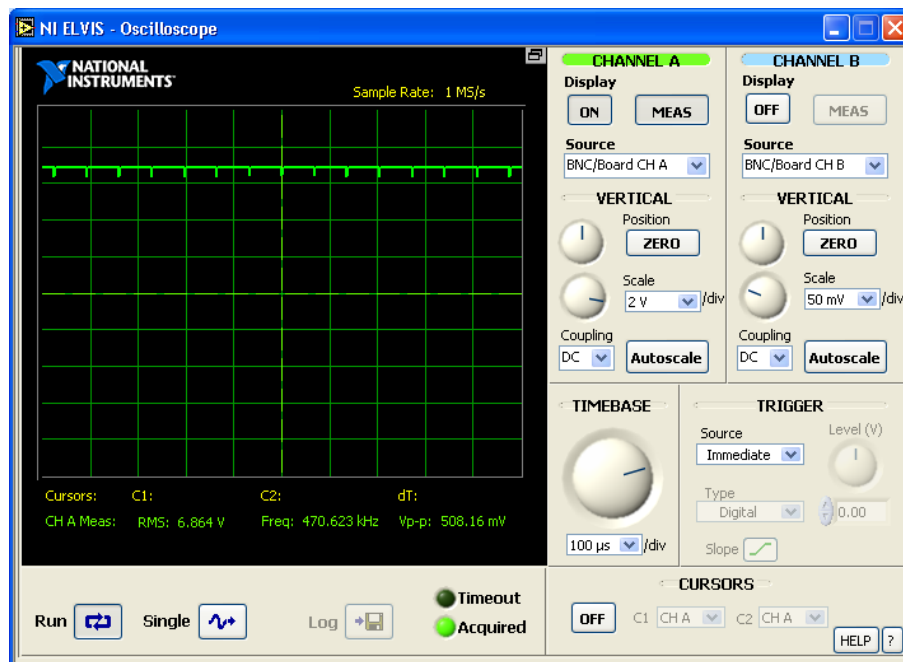 NI ELVIS - Oscilloscope
NATIONAL
INSTRUMENTS
Sample Rate: 1 MS/s
Cursors: C1: C2: dT:
CH A Meas: RMS: 6.864 V Freq: 470.623 kHz Vp-p: 508.16 mV
CHANNEL A
Display
ON MEAS
Source
BNC/Board CH A
VERTICAL
Position
ZERO
Scale
2 V /div
Coupling
DC Autoscale
CHANNEL B
Display
OFF MEAS
Source
BNC/Board CH B
VERTICAL
Position
ZERO
Scale
50 mV /div
Coupling
DC Autoscale
TIMEBASE
100 µs /div
TRIGGER
Source Level (V)
Immediate
Type
Digital 0.00
Slope
Run Single Log
Timeout
Acquired
CURSORS
OFF C1 CH A C2 CH A
HELP ?